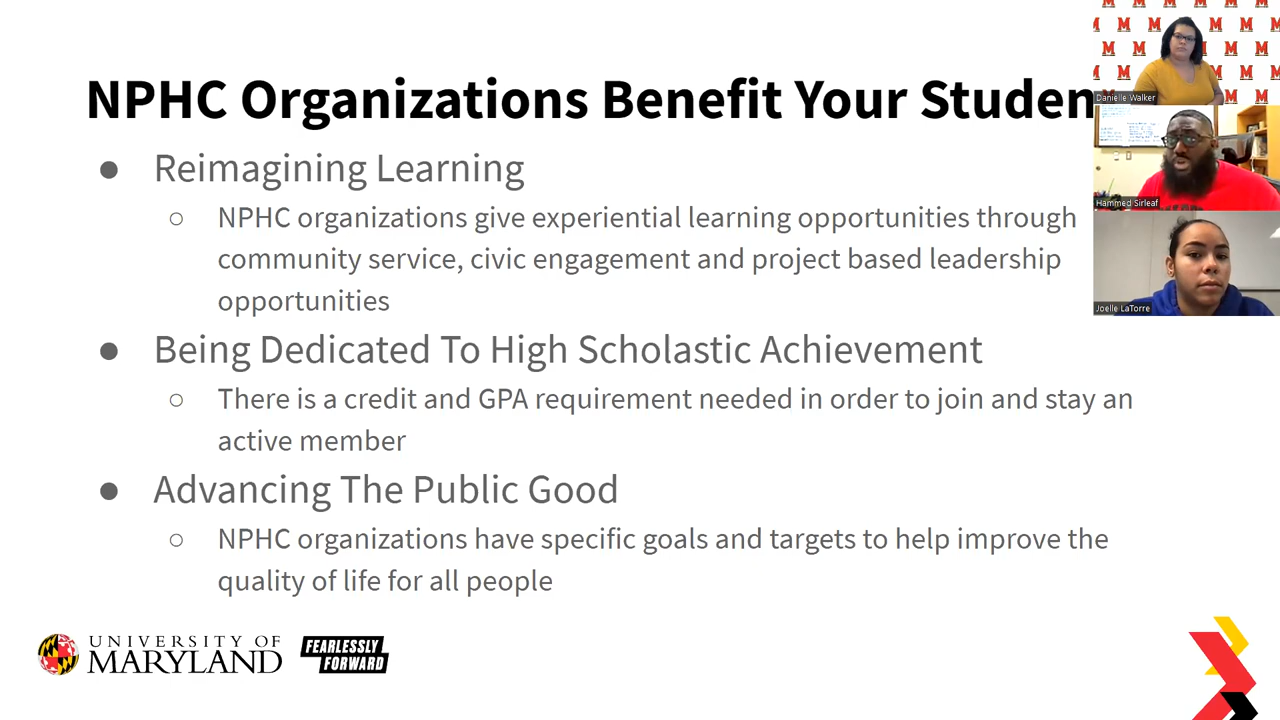 NPHC Organizations Benefit Your Studen
Danielle Walker
Hammed Sirleaf
Joelle LaTorre
● Reimagining Learning
○ NPHC organizations give experiential learning opportunities through
community service, civic engagement and project based leadership
opportunities
● Being Dedicated To High Scholastic Achievement
○ There is a credit and GPA requirement needed in order to join and stay an
active member
● Advancing The Public Good
○ NPHC organizations have specific goals and targets to help improve the
quality of life for all people
UNIVERSITY OF
MARYLAND
FEARLESSLY
FORWARD